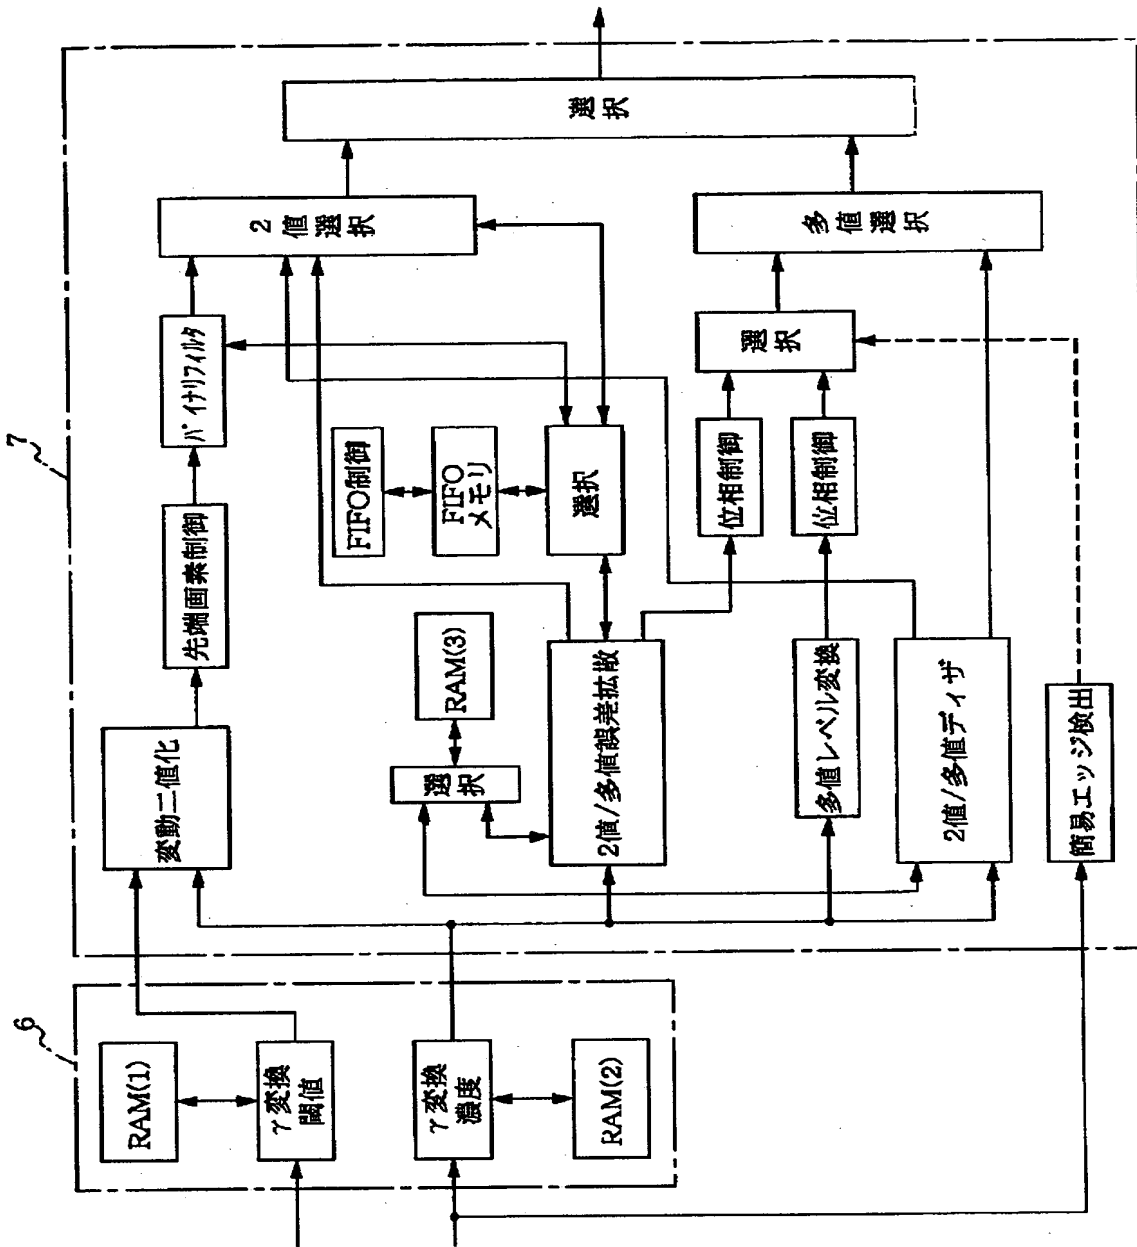 6
RAM(1)
γ変換
閾値
γ変換
濃度
RAM(2)
7
変動二値化
先端画素制御
バイナリフィルタ
2値選択
選択
RAM(3)
選択
FIFO制御
FIFO
メモリ
選択
2値/多値誤差拡散
位相制御
位相制御
選択
多値選択
多値レベル変換
2値/多値ディザ
簡易エッジ検出